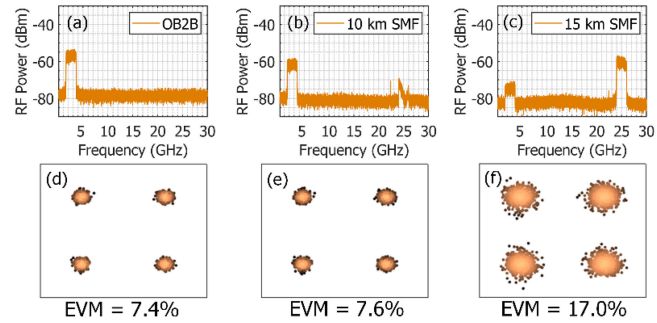 (a) OB2B
(b) 10 km SMF
(c) 15 km SMF
RF Power (dBm)
-40
-60
-80
5 10 15 20 25 30
Frequency (GHz)
RF Power (dBm)
-40
-60
-80
5 10 15 20 25 30
Frequency (GHz)
RF Power (dBm)
-40
-60
-80
5 10 15 20 25 30
Frequency (GHz)
(d)
(e)
(f)
EVM = 7.4%
EVM = 7.6%
EVM = 17.0%